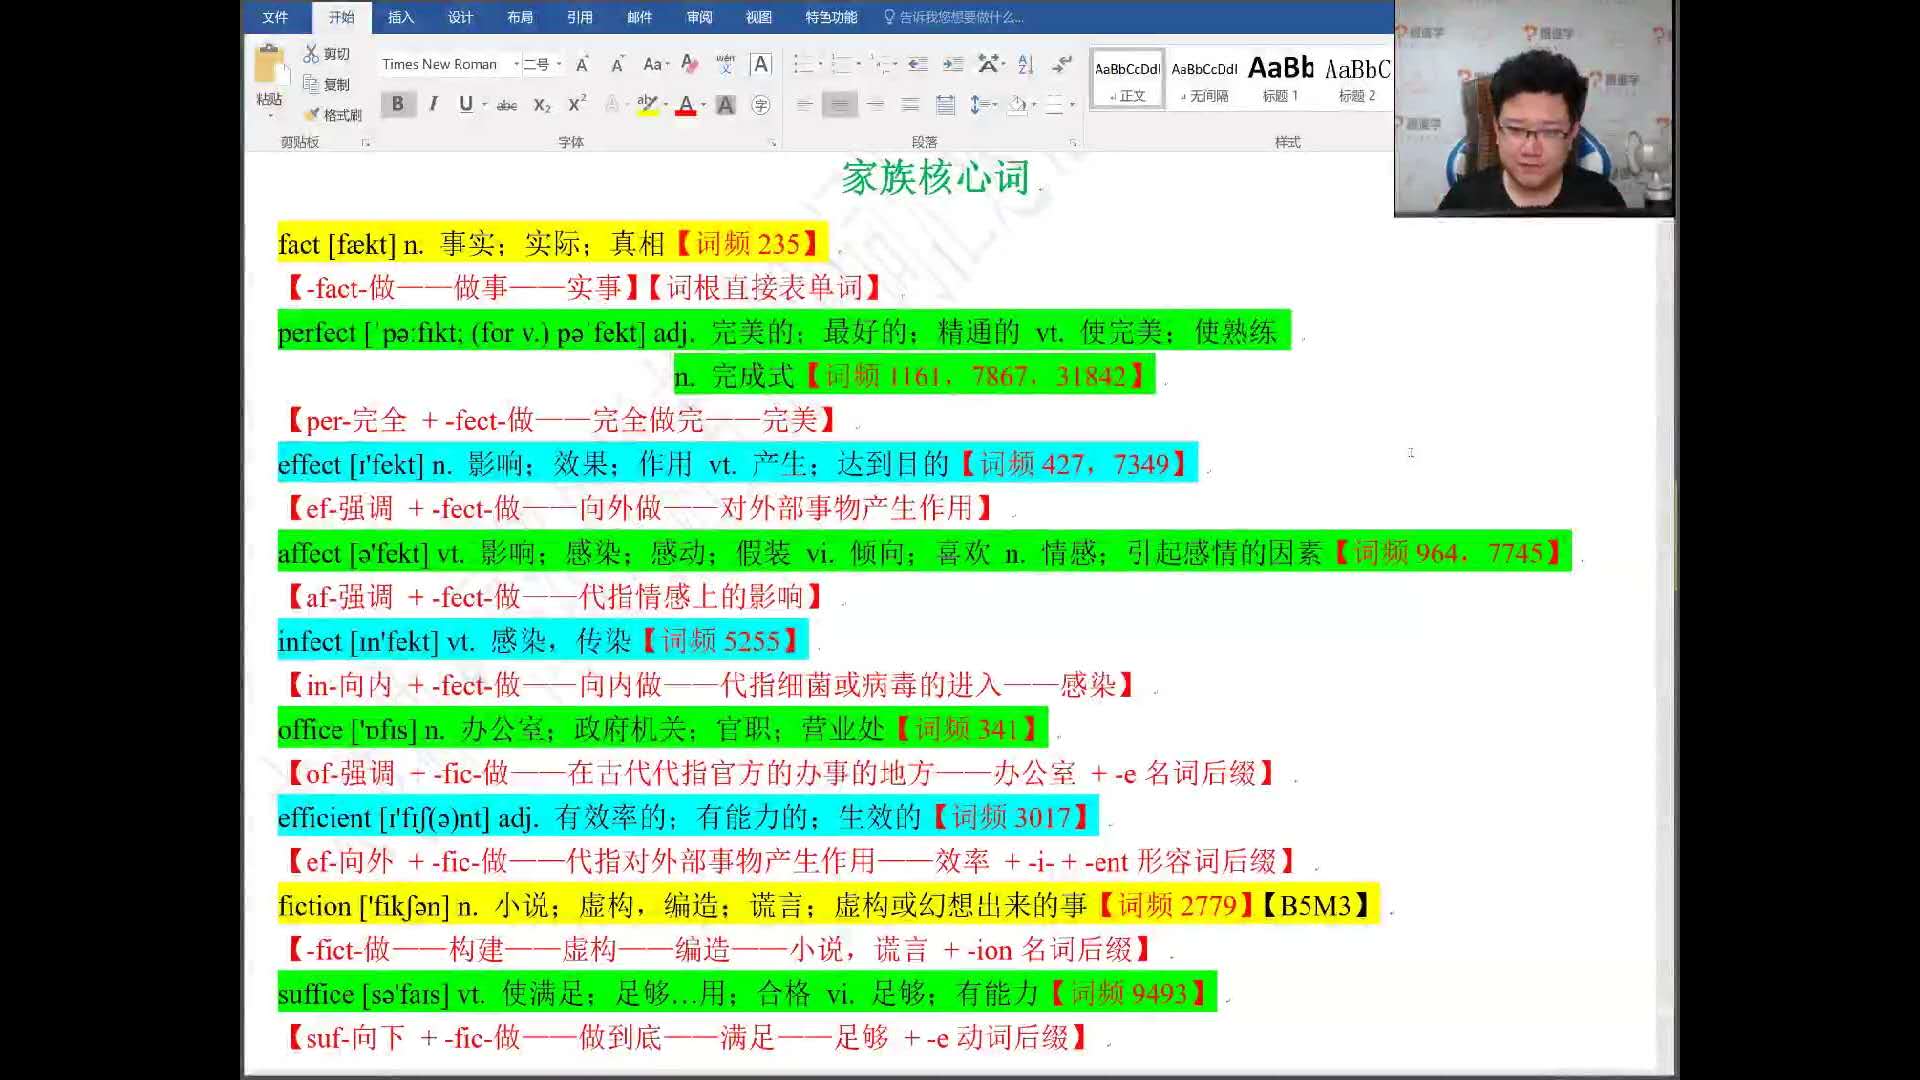 文件 开始 插入 设计 布局 引用 邮件 审阅 视图 特色功能 告诉我您想要做什么...
剪切
复制
格式刷
粘贴
Times New Roman 二号
剪贴板 字体 段落 样式
AaBbCcDdI AaBbCcDdI AaBb AaBbC
正文 无间隔 标题 1 标题 2
家族核心词
fact [fækt] n. 事实；实际；真相【词频 235】
【-fact-做——做事——实事】【词根直接表单词】
perfect [ˈpəːfɪkt; (for v.) pəˈfekt] adj. 完美的；最好的；精通的 vt. 使完美；使熟练
n. 完成式【词频 1161，7867，31842】
【per-完全 + -fect-做——完全做完——完美】
effect [ɪ'fekt] n. 影响；效果；作用 vt. 产生；达到目的【词频 427，7349】
【ef-强调 + -fect-做——向外做——对外部事物产生作用】
affect [ə'fekt] vt. 影响；感染；感动；假装 vi. 倾向；喜欢 n. 情感；引起感情的因素【词频 964，7745】
【af-强调 + -fect-做——代指情感上的影响】
infect [ɪn'fekt] vt. 感染，传染【词频 5255】
【in-向内 + -fect-做——向内做——代指细菌或病毒的进入——感染】
office ['ɒfɪs] n. 办公室；政府机关；官职；营业处【词频 341】
【of-强调 + -fic-做——在古代代指官方的办事的地方——办公室 + -e 名词后缀】
efficient [ɪ'fɪʃ(ə)nt] adj. 有效率的；有能力的；生效的【词频 3017】
【ef-向外 + -fic-做——代指对外部事物产生作用——效率 + -i- + -ent 形容词后缀】
fiction ['fikʃən] n. 小说；虚构，编造；谎言；虚构或幻想出来的事【词频 2779】【B5M3】
【-fict-做——构建——虚构——编造——小说，谎言 + -ion 名词后缀】
suffice [sə'faɪs] vt. 使满足；足够…用；合格 vi. 足够；有能力【词频 9493】
【suf-向下 + -fic-做——做到底——满足——足够 + -e 动词后缀】